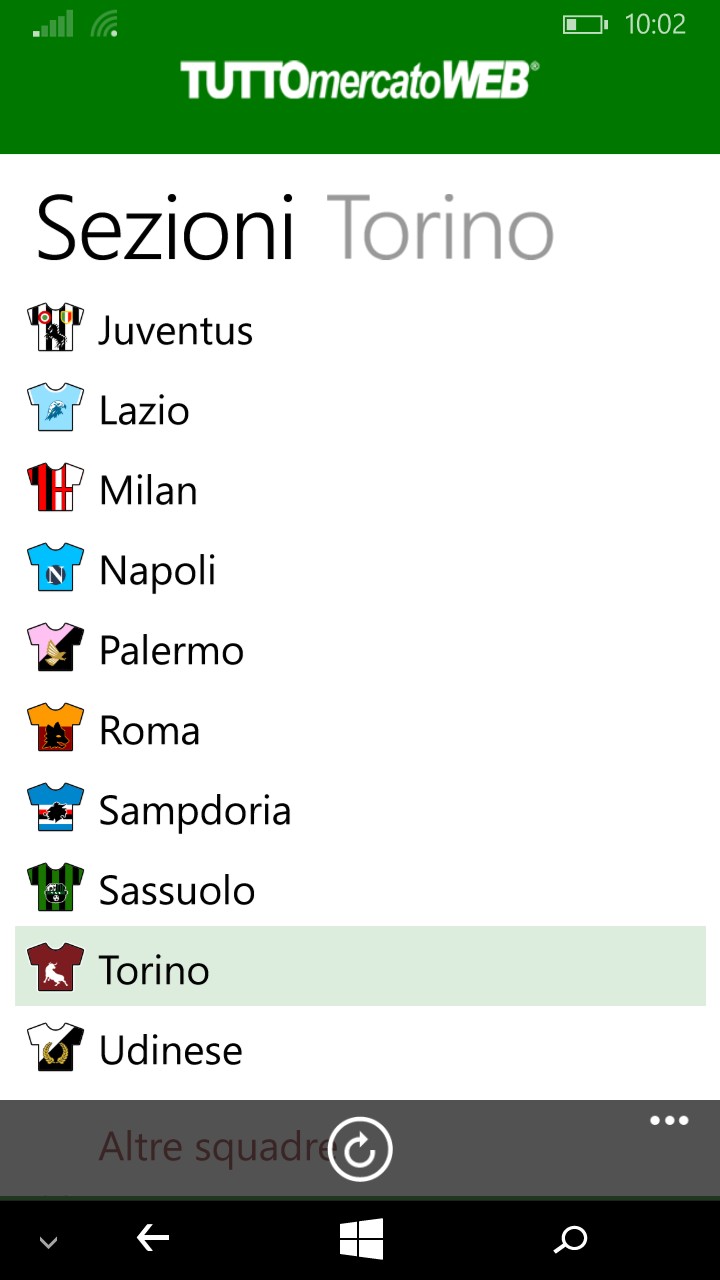 10:02
TUTTOmercatoWEB®
Sezioni Torino
Juventus
Lazio
Milan
N
Napoli
Palermo
Roma
Sampdoria
Sassuolo
Torino
Udinese
Altre squadre